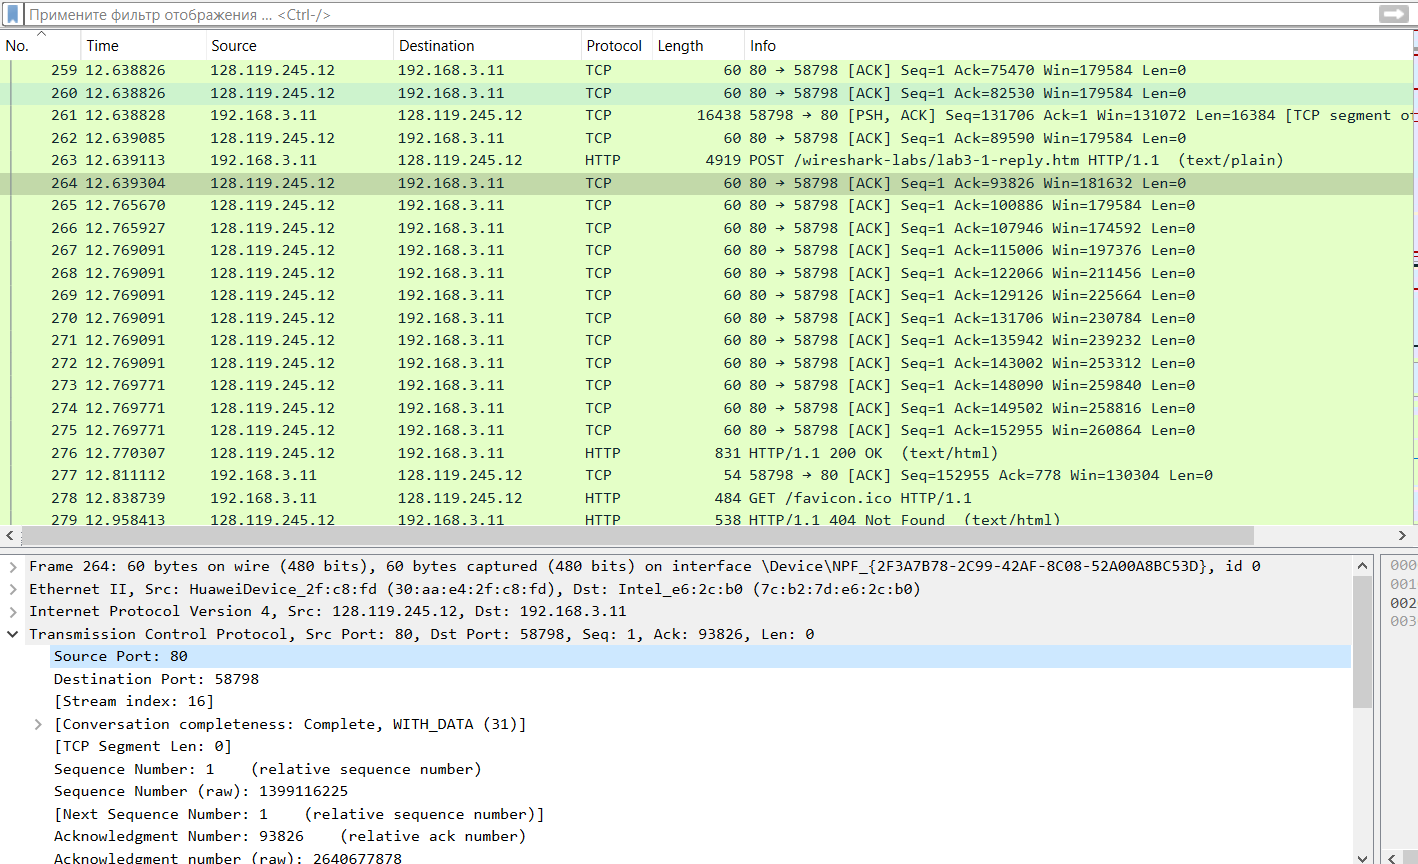 Примените фильтр отображения ... <Ctrl-/>
No. Time Source Destination Protocol Length Info
259 12.638826 128.119.245.12 192.168.3.11 TCP 60 80 → 58798 [ACK] Seq=1 Ack=75470 Win=179584 Len=0
260 12.638826 128.119.245.12 192.168.3.11 TCP 60 80 → 58798 [ACK] Seq=1 Ack=82530 Win=179584 Len=0
261 12.638828 192.168.3.11 128.119.245.12 TCP 16438 58798 → 80 [PSH, ACK] Seq=131706 Ack=1 Win=131072 Len=16384 [TCP segment of
262 12.639085 128.119.245.12 192.168.3.11 TCP 60 80 → 58798 [ACK] Seq=1 Ack=89590 Win=179584 Len=0
263 12.639113 192.168.3.11 128.119.245.12 HTTP 4919 POST /wireshark-labs/lab3-1-reply.htm HTTP/1.1 (text/plain)
264 12.639304 128.119.245.12 192.168.3.11 TCP 60 80 → 58798 [ACK] Seq=1 Ack=93826 Win=181632 Len=0
265 12.765670 128.119.245.12 192.168.3.11 TCP 60 80 → 58798 [ACK] Seq=1 Ack=100886 Win=179584 Len=0
266 12.765927 128.119.245.12 192.168.3.11 TCP 60 80 → 58798 [ACK] Seq=1 Ack=107946 Win=174592 Len=0
267 12.769091 128.119.245.12 192.168.3.11 TCP 60 80 → 58798 [ACK] Seq=1 Ack=115006 Win=197376 Len=0
268 12.769091 128.119.245.12 192.168.3.11 TCP 60 80 → 58798 [ACK] Seq=1 Ack=122066 Win=211456 Len=0
269 12.769091 128.119.245.12 192.168.3.11 TCP 60 80 → 58798 [ACK] Seq=1 Ack=129126 Win=225664 Len=0
270 12.769091 128.119.245.12 192.168.3.11 TCP 60 80 → 58798 [ACK] Seq=1 Ack=131706 Win=230784 Len=0
271 12.769091 128.119.245.12 192.168.3.11 TCP 60 80 → 58798 [ACK] Seq=1 Ack=135942 Win=239232 Len=0
272 12.769091 128.119.245.12 192.168.3.11 TCP 60 80 → 58798 [ACK] Seq=1 Ack=143002 Win=253312 Len=0
273 12.769771 128.119.245.12 192.168.3.11 TCP 60 80 → 58798 [ACK] Seq=1 Ack=148090 Win=259840 Len=0
274 12.769771 128.119.245.12 192.168.3.11 TCP 60 80 → 58798 [ACK] Seq=1 Ack=149502 Win=258816 Len=0
275 12.769771 128.119.245.12 192.168.3.11 TCP 60 80 → 58798 [ACK] Seq=1 Ack=152955 Win=260864 Len=0
276 12.770307 128.119.245.12 192.168.3.11 HTTP 831 HTTP/1.1 200 OK (text/html)
277 12.811112 192.168.3.11 128.119.245.12 TCP 54 58798 → 80 [ACK] Seq=152955 Ack=778 Win=130304 Len=0
278 12.838739 192.168.3.11 128.119.245.12 HTTP 484 GET /favicon.ico HTTP/1.1
279 12.958413 128.119.245.12 192.168.3.11 HTTP 538 HTTP/1.1 404 Not Found (text/html)
Frame 264: 60 bytes on wire (480 bits), 60 bytes captured (480 bits) on interface \Device\NPF_{2F3A7B78-2C99-42AF-8C08-52A00A8BC53D}, id 0
Ethernet II, Src: HuaweiDevice_2f:c8:fd (30:aa:e4:2f:c8:fd), Dst: Intel_e6:2c:b0 (7c:b2:7d:e6:2c:b0)
Internet Protocol Version 4, Src: 128.119.245.12, Dst: 192.168.3.11
Transmission Control Protocol, Src Port: 80, Dst Port: 58798, Seq: 1, Ack: 93826, Len: 0
Source Port: 80
Destination Port: 58798
[Stream index: 16]
[Conversation completeness: Complete, WITH_DATA (31)]
[TCP Segment Len: 0]
Sequence Number: 1 (relative sequence number)
Sequence Number (raw): 1399116225
[Next Sequence Number: 1 (relative sequence number)]
Acknowledgment Number: 93826 (relative ack number)
Acknowledgment number (raw): 2640677878
000
001
002
003